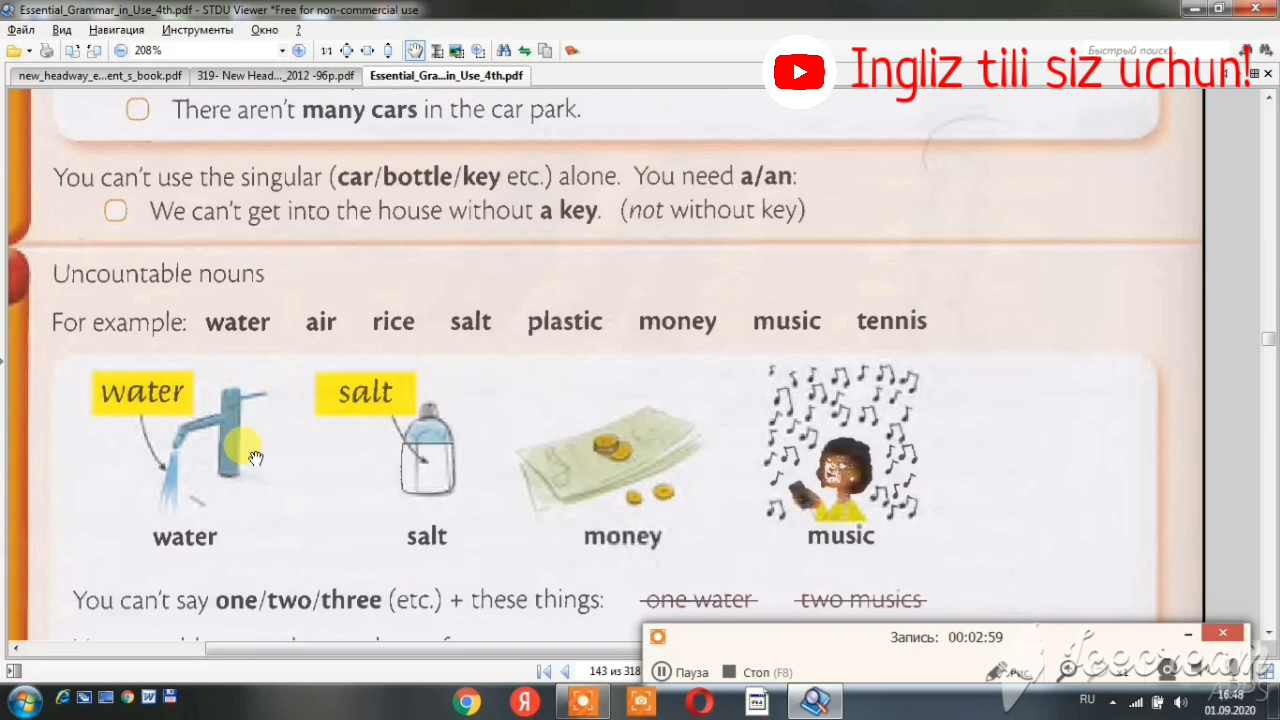 Essential_Grammar_in_Use_4th.pdf - STDU Viewer *Free for non-commercial use
Файл Вид Навигация Инструменты Окно ?
208% Быстрый поиск...
new_headway_e...ent_s_book.pdf 319- New Head..._2012 -96p.pdf Essential_Gra...in_Use_4th.pdf
Ingliz tili siz uchun!
There aren't many cars in the car park.
You can't use the singular (car/bottle/key etc.) alone. You need a/an:
We can't get into the house without a key. (not without key)
Uncountable nouns
For example: water air rice salt plastic money music tennis
water salt
water salt money music
You can't say one/two/three (etc.) + these things: one water two musics
Запись: 00:02:59
Пауза Стоп (F8) Рис. x1
icecream
APPS
143 из 318
RU 16:48
01.09.2020